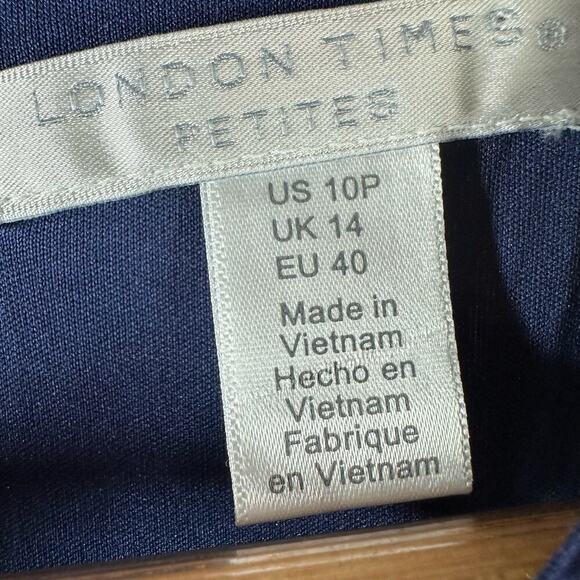 LONDON TIMES®
PETITES
US 10P
UK 14
EU 40
Made in
Vietnam
Hecho en
Vietnam
Fabrique
en Vietnam